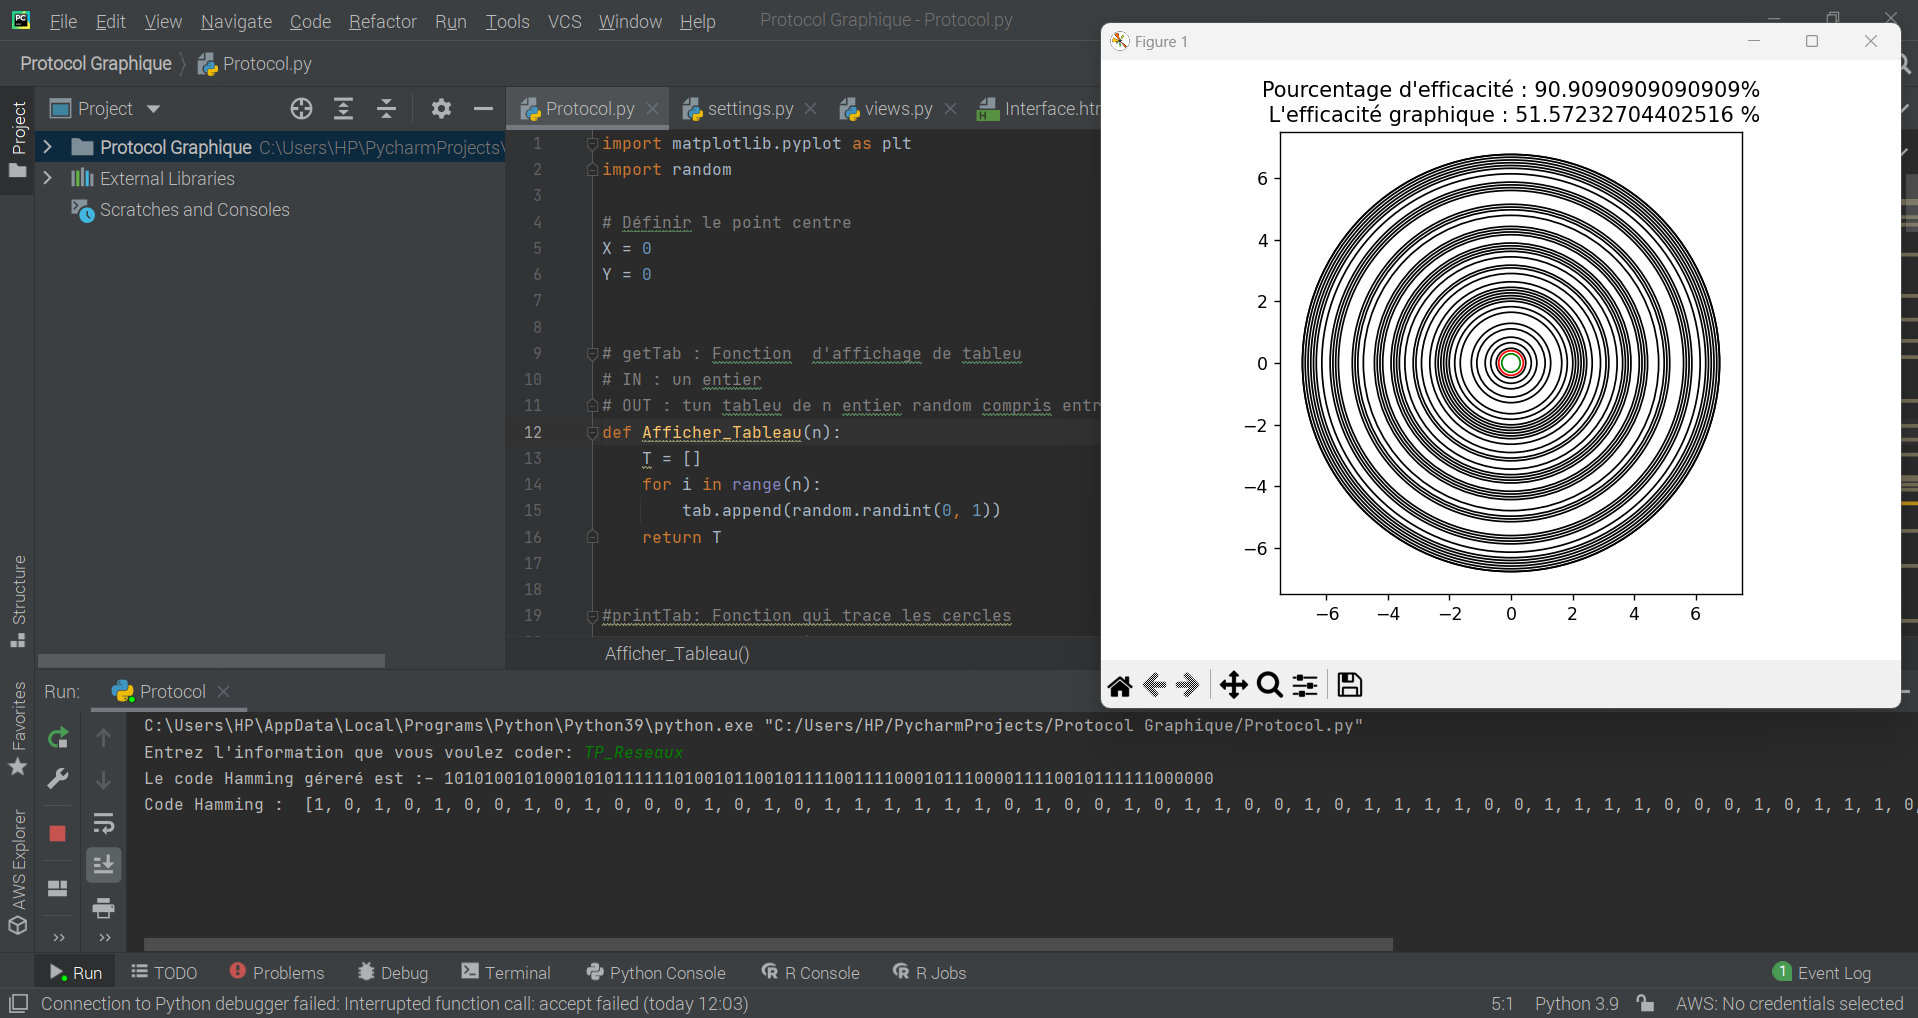 File Edit View Navigate Code Refactor Run Tools VCS Window Help Protocol Graphique - Protocol.py
Protocol Graphique Protocol.py
Project
Protocol.py settings.py views.py Interface.htm
Project
Protocol Graphique C:\Users\HP\PycharmProjects\
External Libraries
Scratches and Consoles
Structure
Favorites
AWS Explorer
1 import matplotlib.pyplot as plt
2 import random
3
4 # Définir le point centre
5 X = 0
6 Y = 0
7
8
9 # getTab : Fonction  d'affichage de tableu
10 # IN : un entier
11 # OUT : tun tableu de n entier random compris entr
12 def Afficher_Tableau(n):
13 T = []
14 for i in range(n):
15 tab.append(random.randint(0, 1))
16 return T
17
18
19 #printTab: Fonction qui trace les cercles
Afficher_Tableau()
Figure 1
Pourcentage d'efficacité : 90.9090909090909%
L'efficacité graphique : 51.57232704402516 %
6
4
2
0
−2
−4
−6
−6 −4 −2 0 2 4 6
Run: Protocol
C:\Users\HP\AppData\Local\Programs\Python\Python39\python.exe "C:/Users/HP/PycharmProjects/Protocol Graphique/Protocol.py"
Entrez l'information que vous voulez coder: TP_Reseaux
Le code Hamming géreré est :- 10101001010001010111111010010110010111100111100010111000011110010111111000000
Code Hamming :  [1, 0, 1, 0, 1, 0, 0, 1, 0, 1, 0, 0, 0, 1, 0, 1, 0, 1, 1, 1, 1, 1, 1, 0, 1, 0, 0, 1, 0, 1, 1, 0, 0, 1, 0, 1, 1, 1, 1, 0, 0, 1, 1, 1, 1, 0, 0, 0, 1, 0, 1, 1, 1, 0,
Run TODO Problems Debug Terminal Python Console R Console R Jobs 1 Event Log
Connection to Python debugger failed: Interrupted function call: accept failed (today 12:03) 5:1 Python 3.9 AWS: No credentials selected